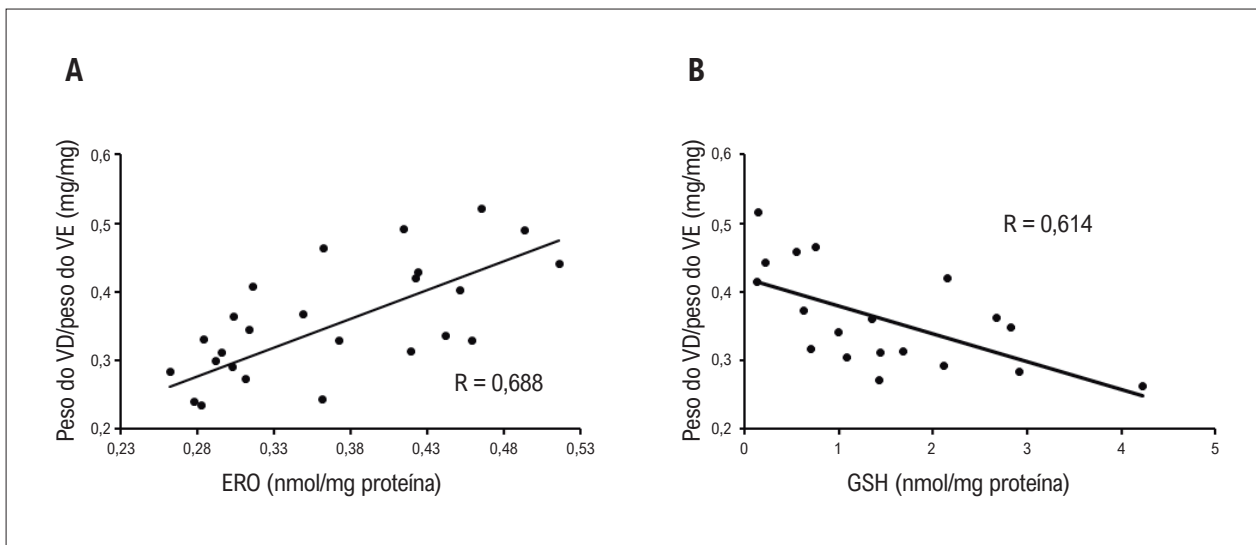 A
Peso do VD/peso do VE (mg/mg)
0,6
0,5
0,4
0,3
0,2
R = 0,688
0,23
0,28
0,33
0,38
0,43
0,48
0,53
ERO (nmol/mg proteína)
B
Peso do VD/peso do VE (mg/mg)
0,6
0,5
0,4
0,3
0,2
R = 0,614
0
1
2
3
4
5
GSH (nmol/mg proteína)